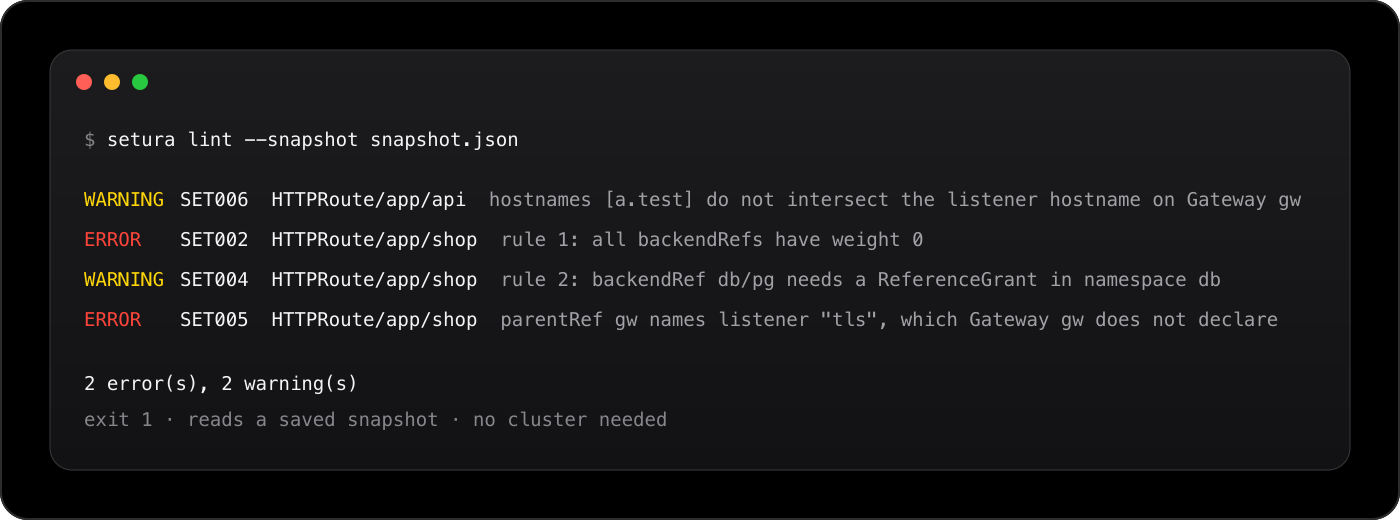 $ setura lint --snapshot snapshot.json
WARNING SET006 HTTPRoute/app/api hostnames [a.test] do not intersect the listener hostname on Gateway gw
ERROR SET002 HTTPRoute/app/shop rule 1: all backendRefs have weight 0
WARNING SET004 HTTPRoute/app/shop rule 2: backendRef db/pg needs a ReferenceGrant in namespace db
ERROR SET005 HTTPRoute/app/shop parentRef gw names listener "tls", which Gateway gw does not declare
2 error(s), 2 warning(s)
exit 1 · reads a saved snapshot · no cluster needed